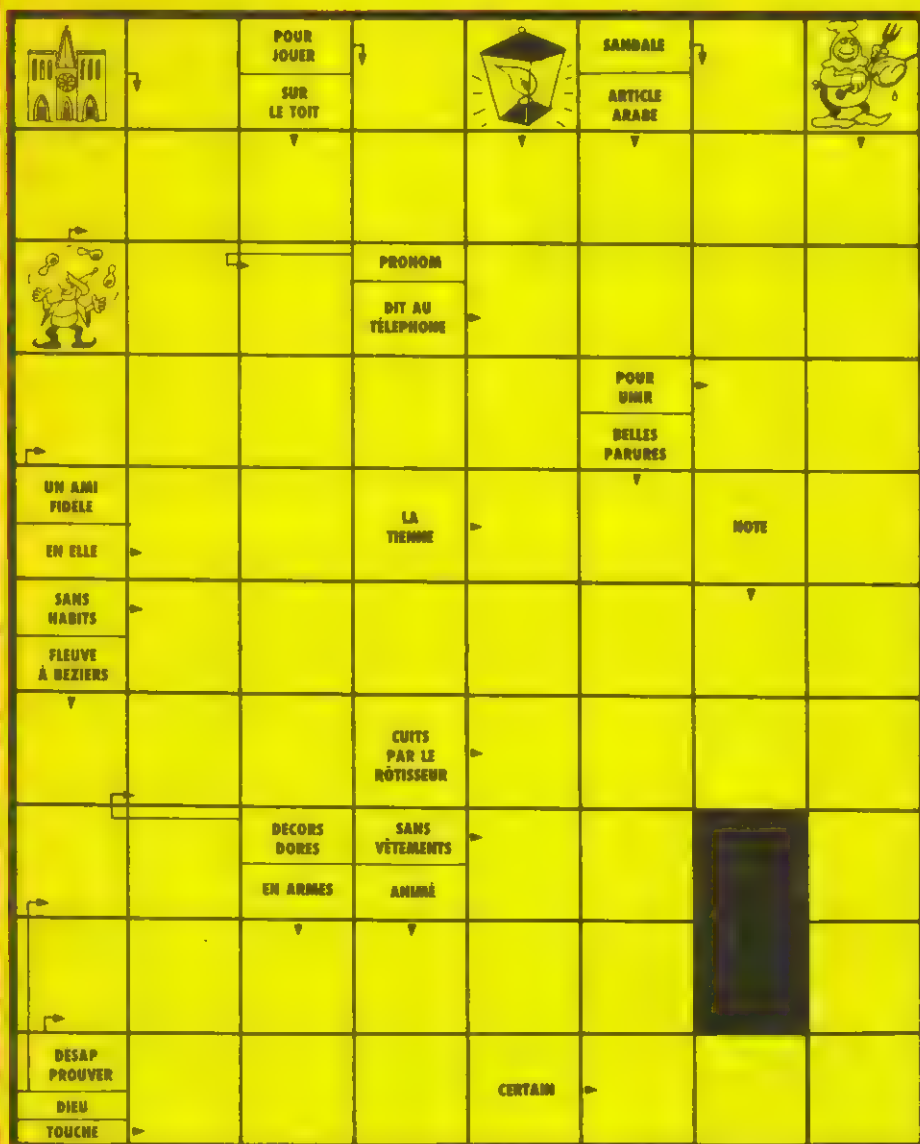 POUR
JOUER
SUR
LE TOIT
SANDALE
ARTICLE
ARABE
PRONOM
DIT AU
TÉLÉPHONE
POUR
UNIR
BELLES
PARURES
UN AMI
FIDÈLE
EN ELLE
LA
TIENNE
NOTE
SANS
HABITS
FLEUVE
À BEZIERS
CUITS
PAR LE
RÔTISSEUR
DECORS
DORES
EN ARMES
SANS
VÊTEMENTS
ANIMÉ
DESAP
PROUVER
DIEU
TOUCHE
CERTAIN